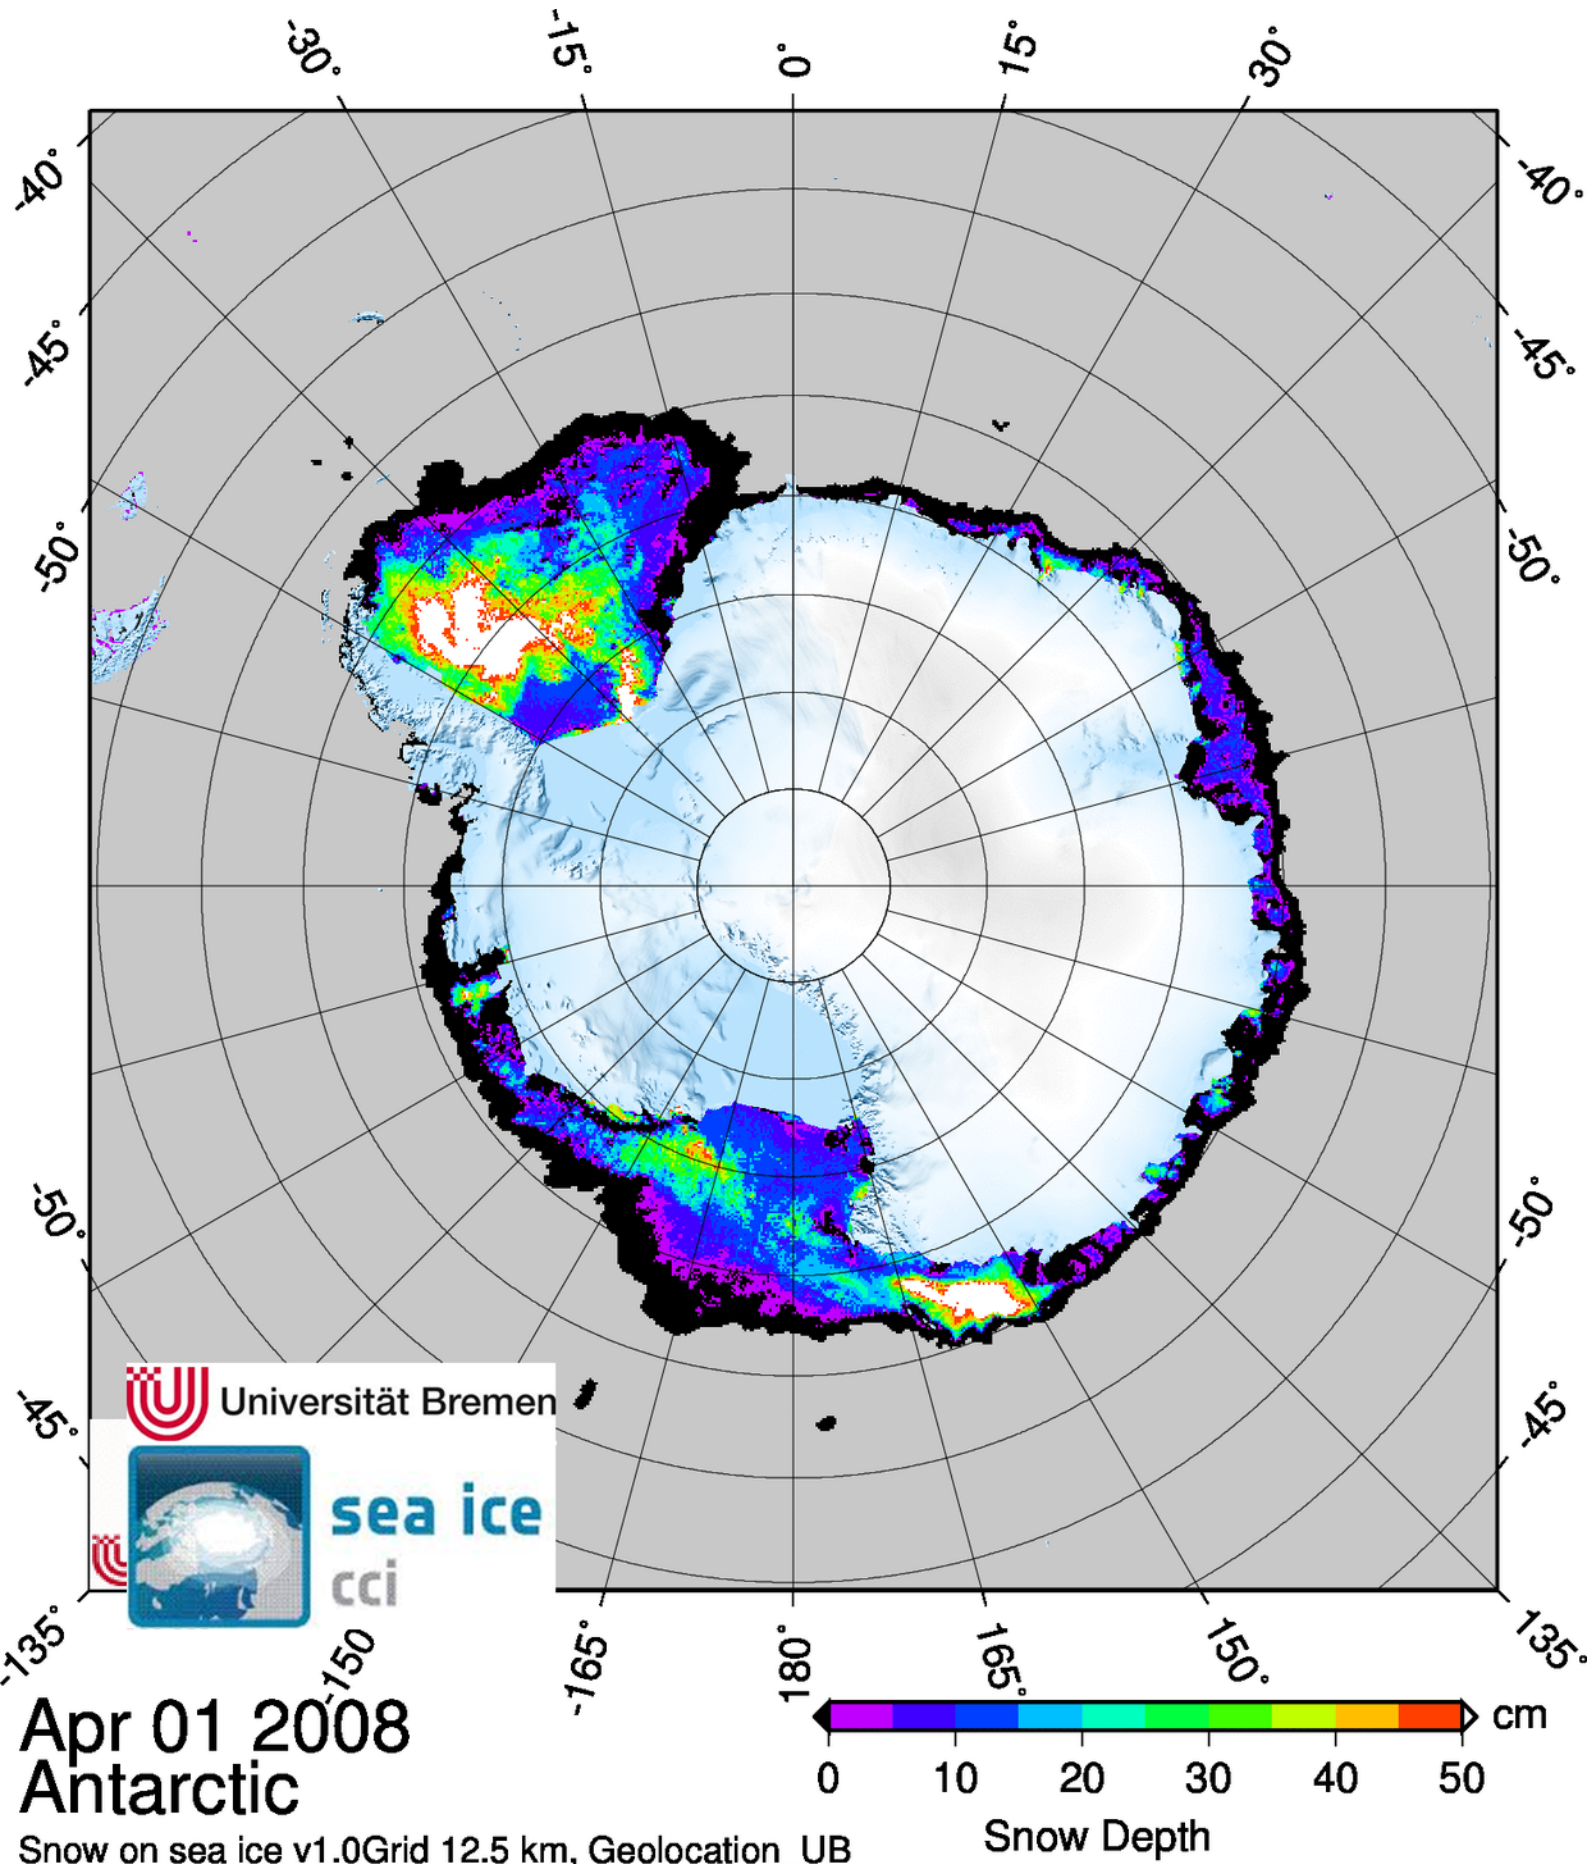 -30° -15° 0° 15° 30°
-40° -40°
-45° -45°
-50° -50°
-50° -50°
-45° -45°
Universität Bremen
sea ice
cci
-135° -150 -165° 180° 165° 150° 135°
Apr 01 2008
Antarctic
Snow on sea ice v1.0Grid 12.5 km, Geolocation UB
cm
0 10 20 30 40 50
Snow Depth